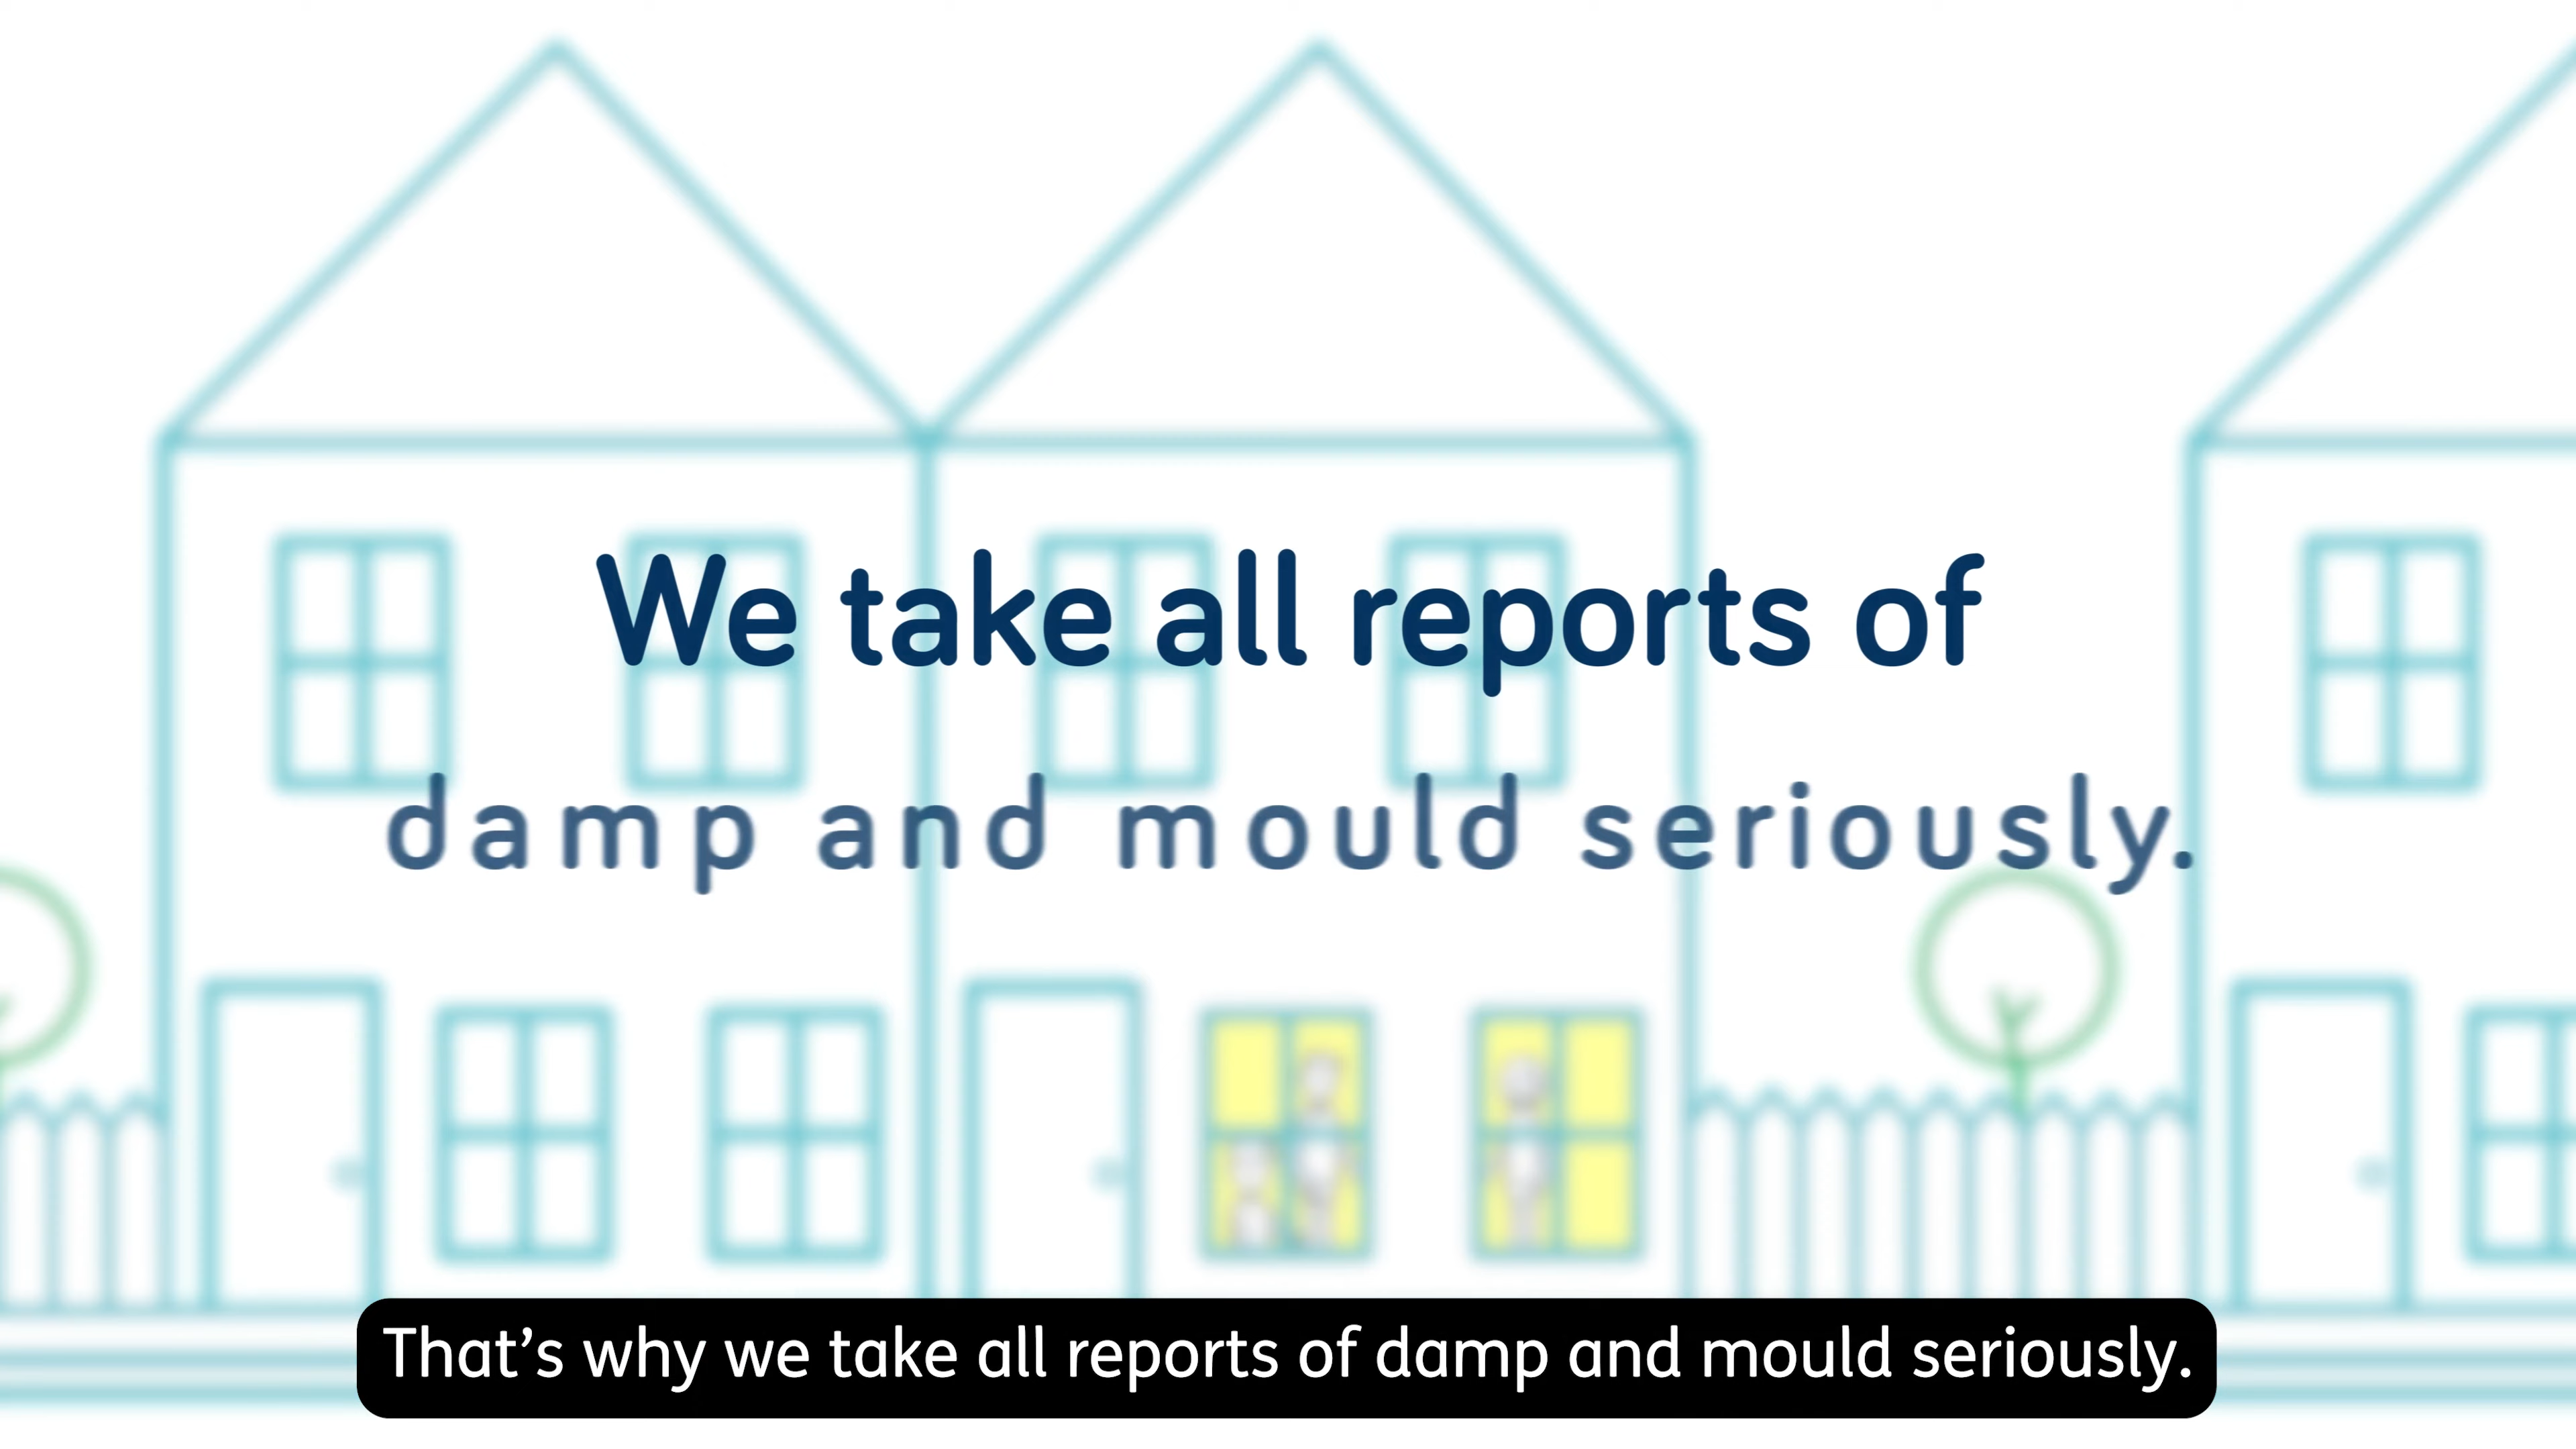 We take all reports of
damp and mould seriously.
That’s why we take all reports of damp and mould seriously.